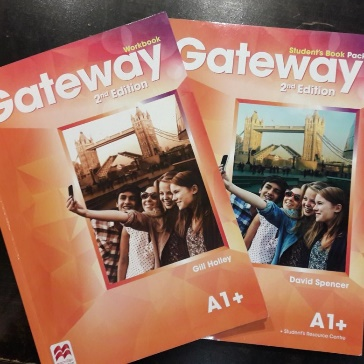 Workbook
Gateway
2nd Edition
Gill Holley
A1+
Student's Book Pack
Gateway
2nd Edition
David Spencer
A1+
+ Student's Resource Centre